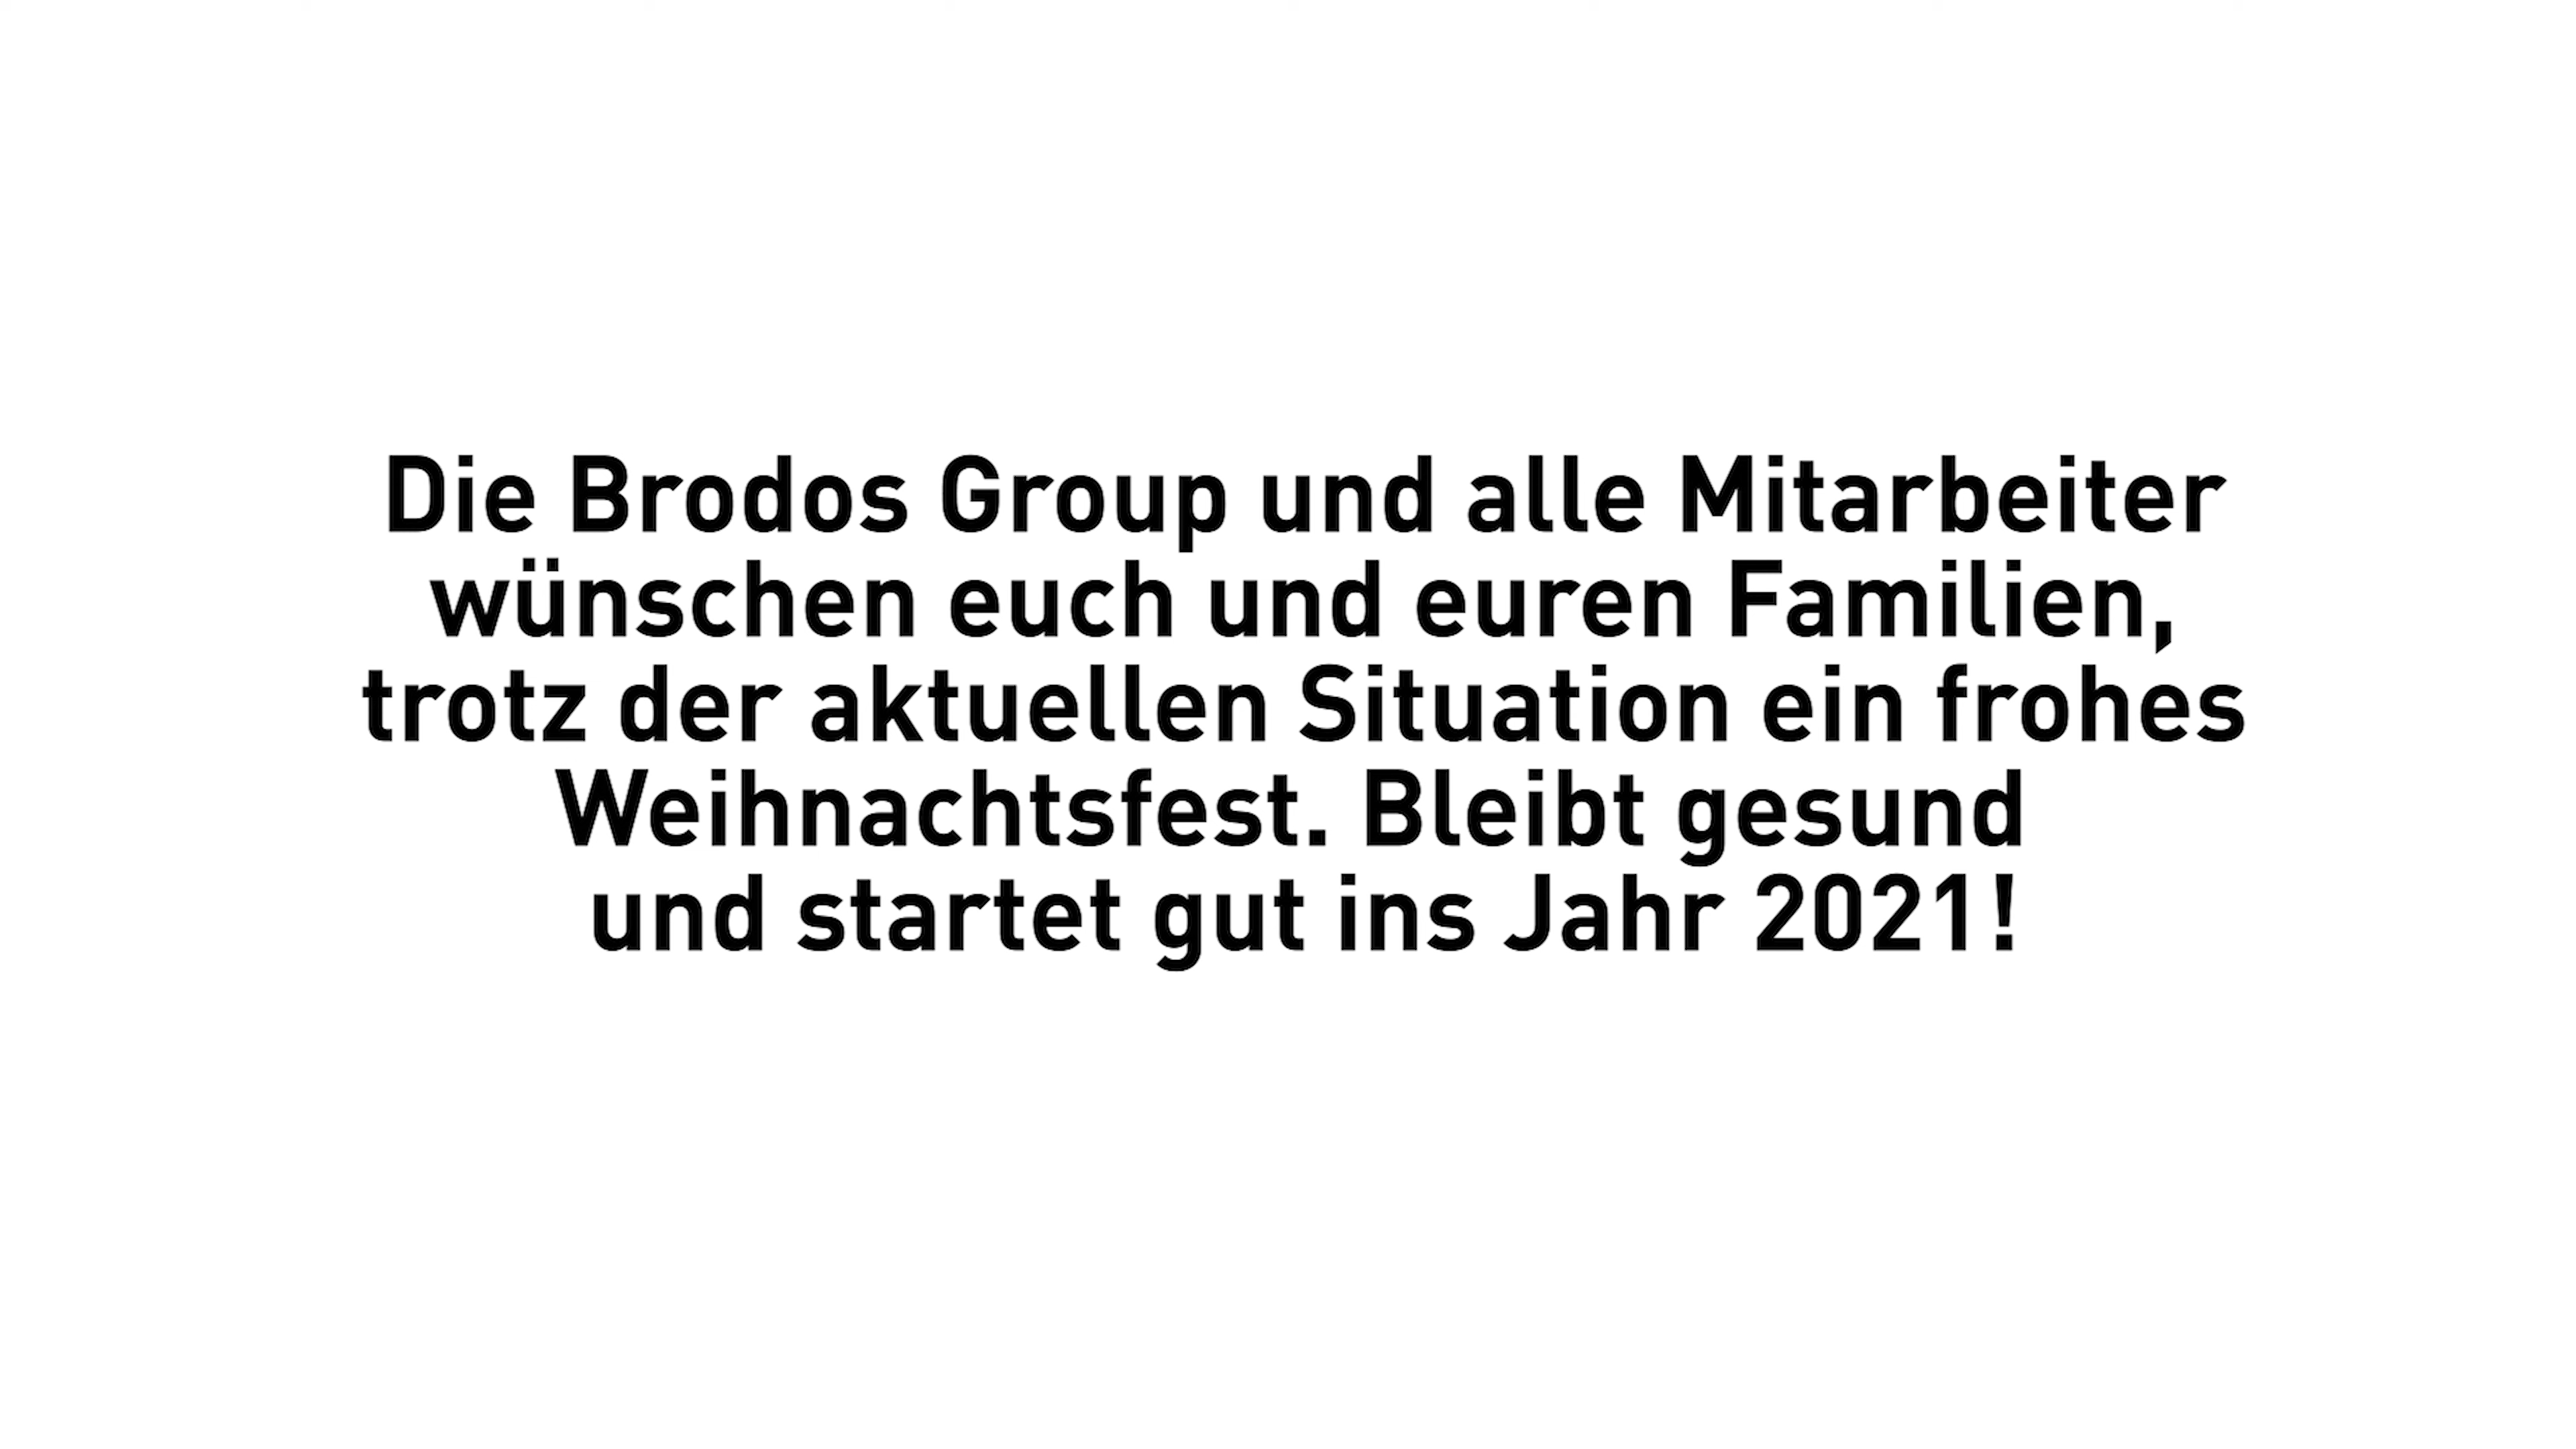 Die Brodos Group und alle Mitarbeiter
wünschen euch und euren Familien,
trotz der aktuellen Situation ein frohes
Weihnachtsfest. Bleibt gesund
und startet gut ins Jahr 2021!